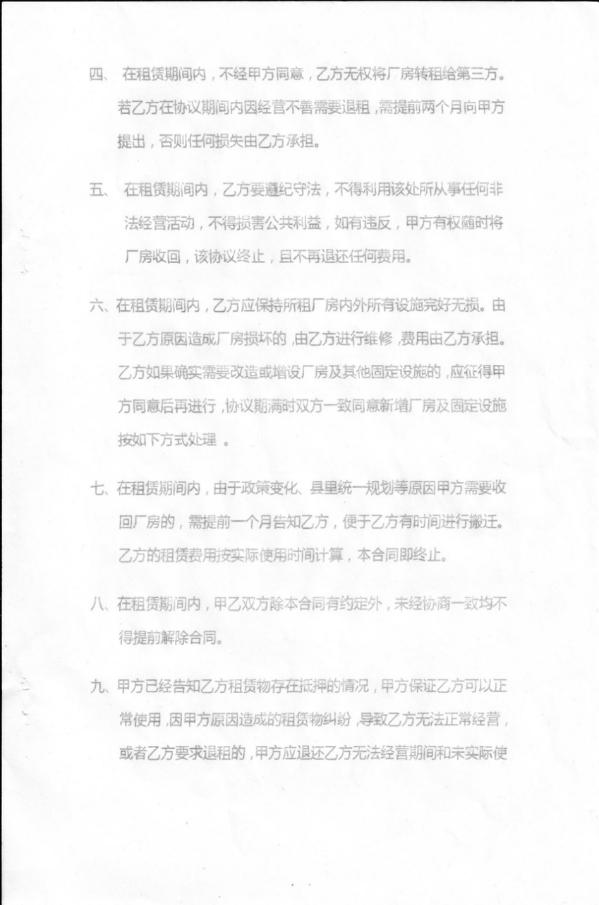 四、 在租赁期间内，不经甲方同意，乙方无权将厂房转租给第三方。
若乙方在协议期间内因经营不善需要退租，需提前两个月向甲方
提出，否则任何损失由乙方承担。
五、 在租赁期间内，乙方要遵纪守法，不得利用该处所从事任何非
法经营活动，不得损害公共利益，如有违反，甲方有权随时将
厂房收回，该协议终止，且不再退还任何费用。
六、在租赁期间内，乙方应保持所租厂房内外所有设施完好无损。由
于乙方原因造成厂房损坏的，由乙方进行维修，费用由乙方承担。
乙方如果确实需要改造或增设厂房及其他固定设施的，应征得甲
方同意后再进行，协议期满时双方一致同意新增厂房及固定设施
按如下方式处理 。
七、在租赁期间内，由于政策变化、县里统一规划等原因甲方需要收
回厂房的，需提前一个月告知乙方，便于乙方有时间进行搬迁。
乙方的租赁费用按实际使用时间计算，本合同即终止。
八、在租赁期间内，甲乙双方除本合同有约定外，未经协商一致均不
得提前解除合同。
九、甲方已经告知乙方租赁物存在抵押的情况，甲方保证乙方可以正
常使用，因甲方原因造成的租赁物纠纷，导致乙方无法正常经营，
或者乙方要求退租的，甲方应退还乙方无法经营期间和未实际使